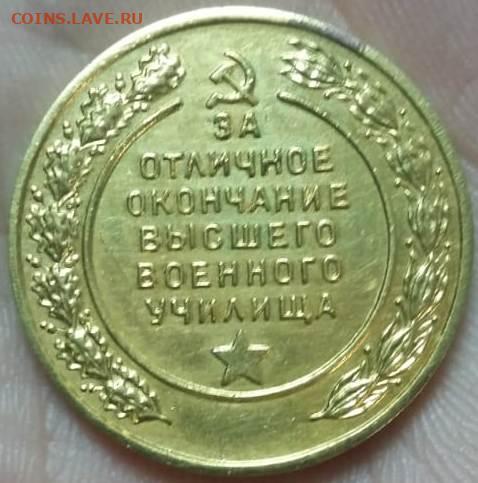 COINS.LAVE.RU
ЗА
ОТЛИЧНОЕ
ОКОНЧАНИЕ
ВЫСШЕГО
ВОЕННОГО
УЧИЛИЩА